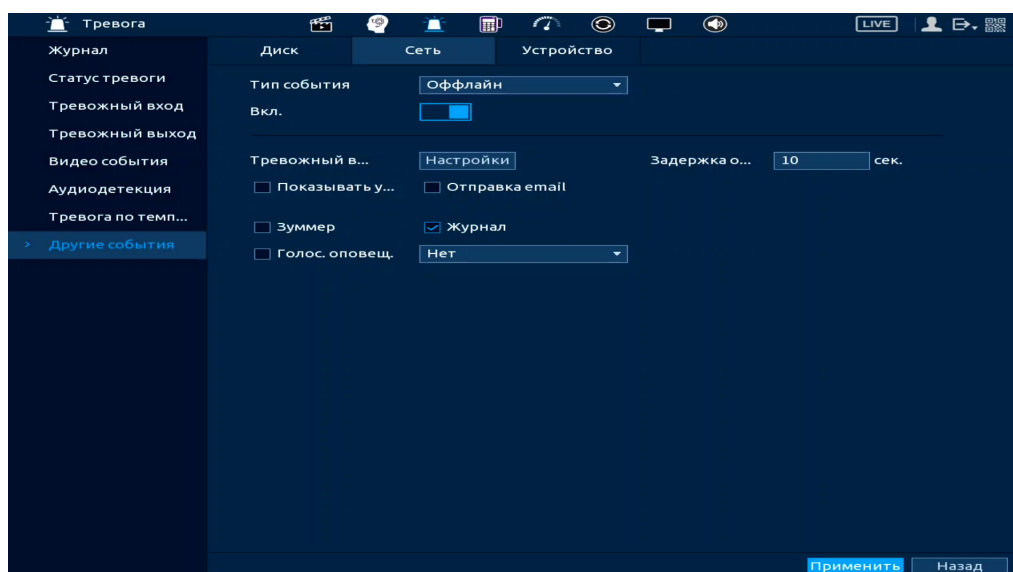 Тревога
LIVE
Журнал
Статус тревоги
Тревожный вход
Тревожный выход
Видео события
Аудиодетекция
Тревога по темп...
> Другие события
Диск Сеть Устройство
Тип события Оффлайн
Вкл.
Тревожный в... Настройки Задержка о... 10 сек.
Показывать у... Отправка email
Зуммер Журнал
Голос. оповещ. Нет
Применить Назад